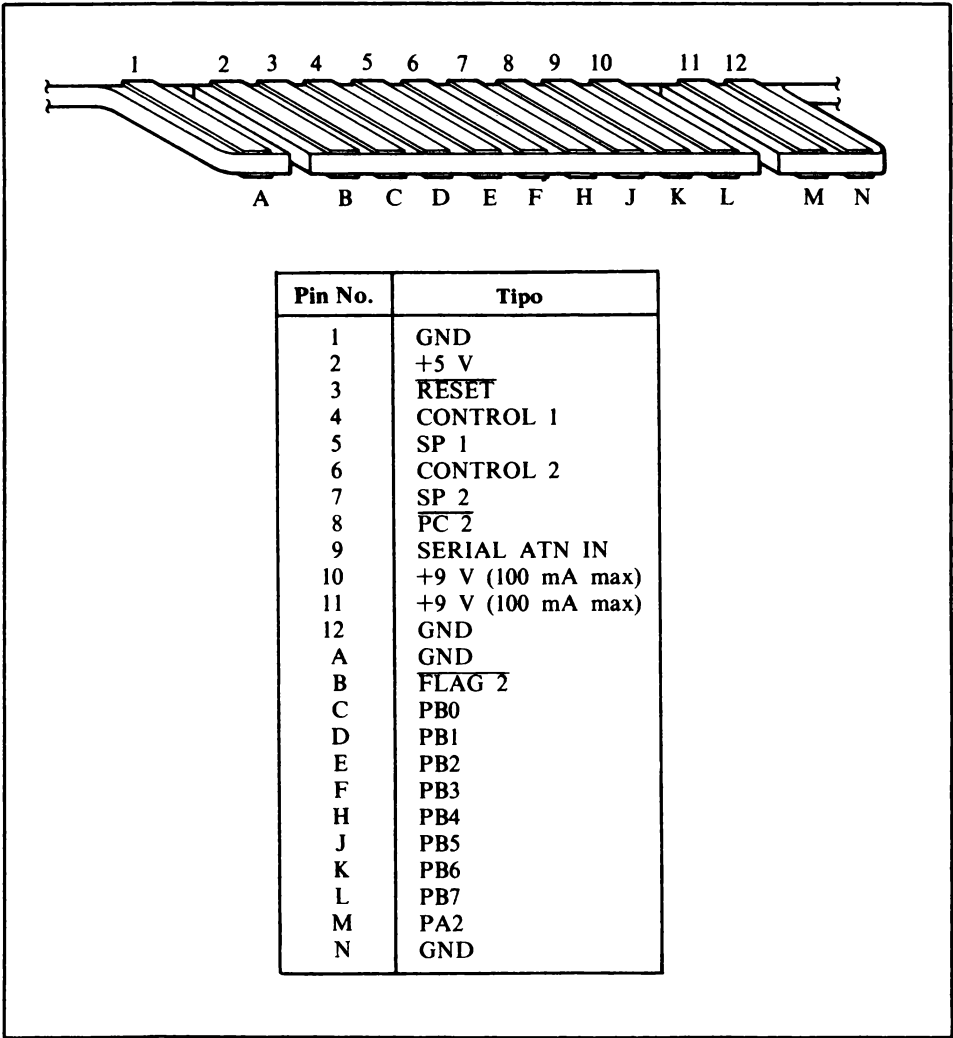 1 2 3 4 5 6 7 8 9 10 11 12
A B C D E F H J K L M N
Pin No. Tipo
1 GND
2 +5 V
3 R̅E̅S̅E̅T̅
4 CONTROL 1
5 SP 1
6 CONTROL 2
7 SP 2
8 P̅C̅ ̅2̅
9 SERIAL ATN IN
10 +9 V (100 mA max)
11 +9 V (100 mA max)
12 GND
A GND
B F̅L̅A̅G̅ ̅2̅
C PB0
D PB1
E PB2
F PB3
H PB4
J PB5
K PB6
L PB7
M PA2
N GND